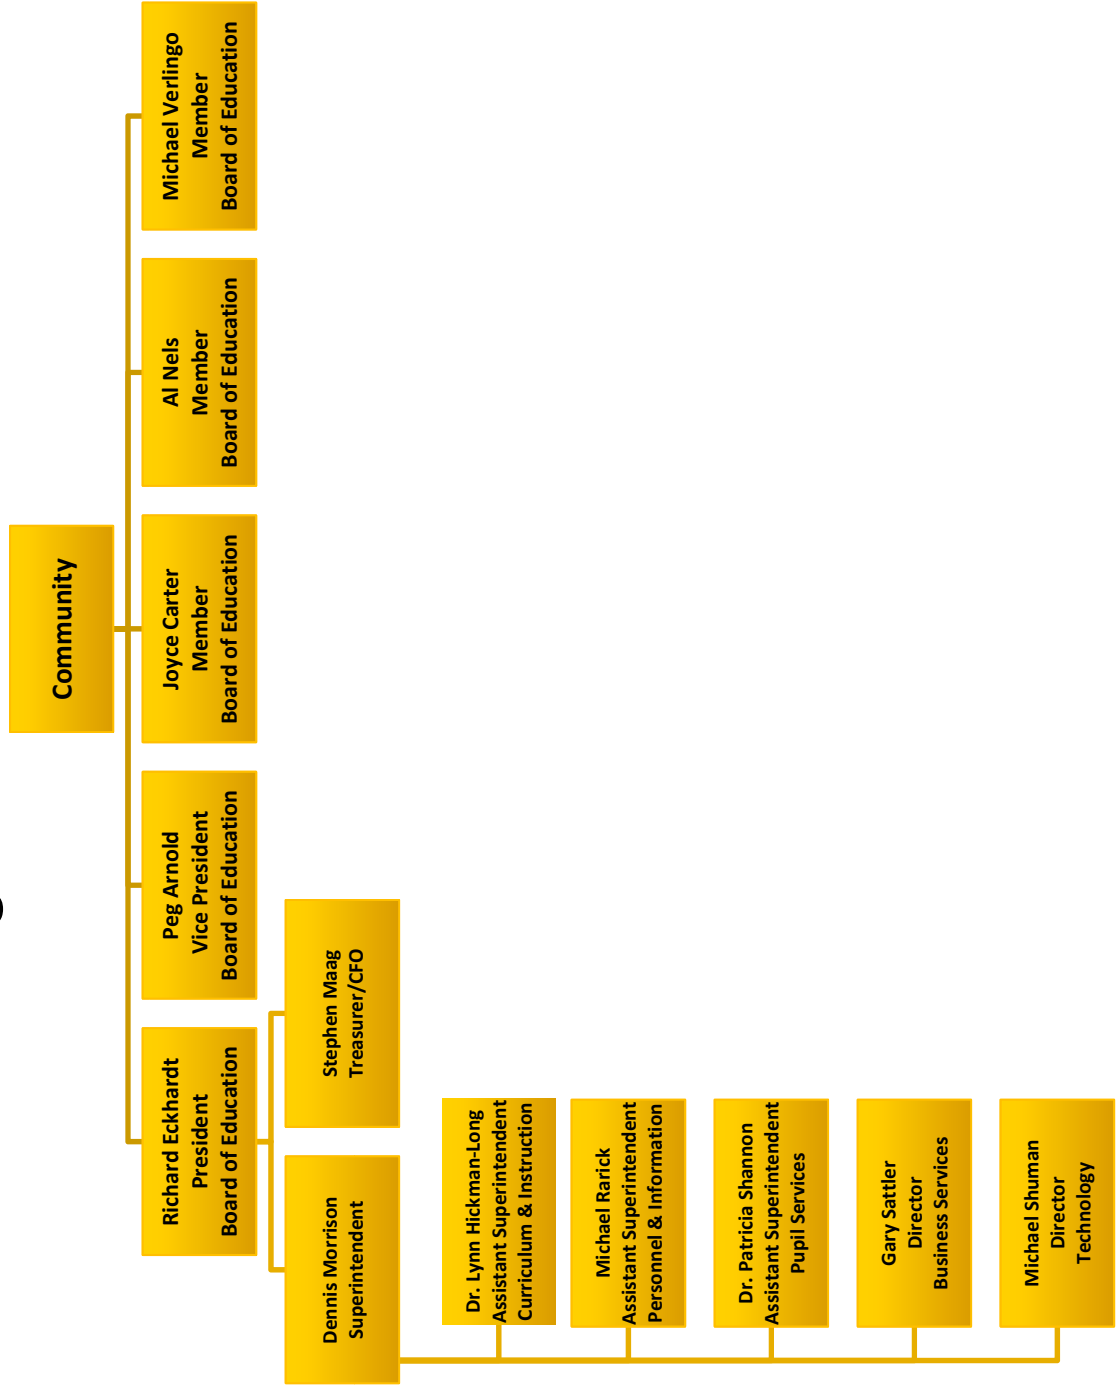 Community
Richard Eckhardt
President
Board of Education
Peg Arnold
Vice President
Board of Education
Joyce Carter
Member
Board of Education
Al Nels
Member
Board of Education
Michael Verlingo
Member
Board of Education
Dennis Morrison
Superintendent
Stephen Maag
Treasurer/CFO
Dr. Lynn Hickman-Long
Assistant Superintendent
Curriculum & Instruction
Michael Rarick
Assistant Superintendent
Personnel & Information
Dr. Patricia Shannon
Assistant Superintendent
Pupil Services
Gary Sattler
Director
Business Services
Michael Shuman
Director
Technology